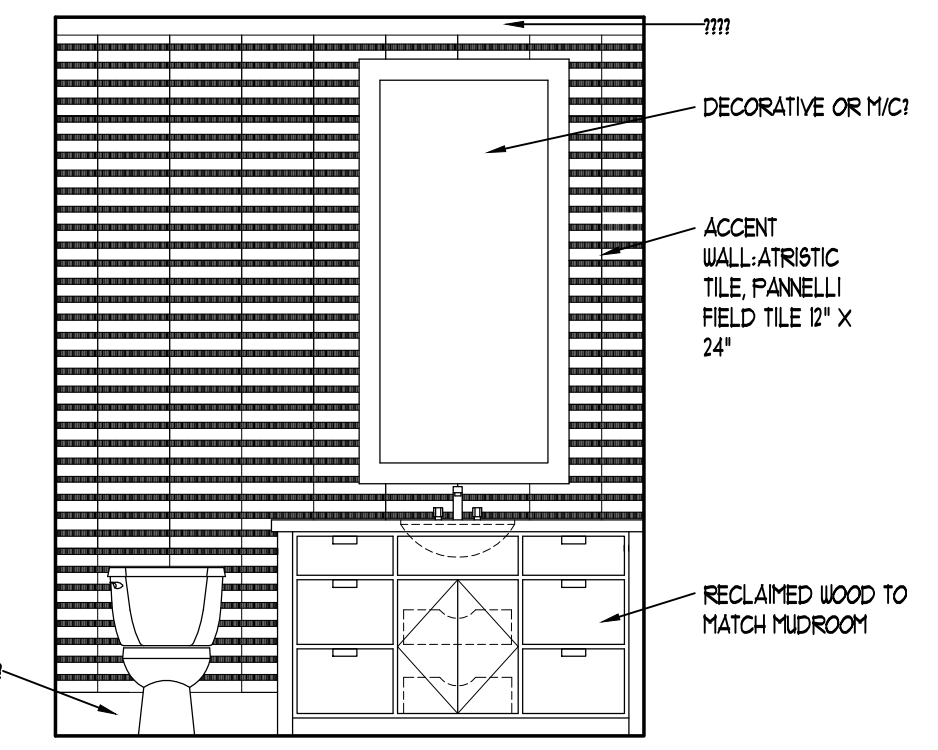 ????
DECORATIVE OR M/C?
ACCENT
WALL:ATRISTIC
TILE, PANNELLI
FIELD TILE 12" X
24"
RECLAIMED WOOD TO
MATCH MUDROOM
?